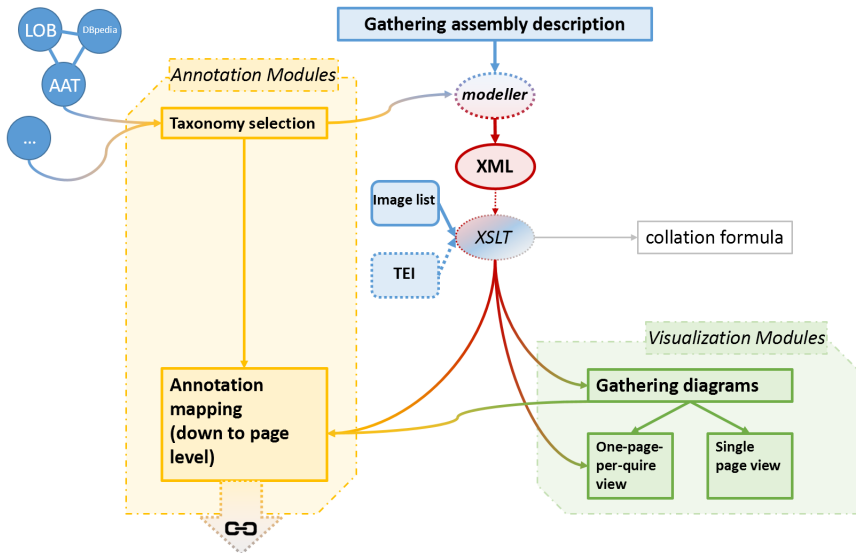 LOB
DBpedia
AAT
...
Gathering assembly description
Annotation Modules
modeller
Taxonomy selection
XML
Image list
XSLT
collation formula
TEI
Visualization Modules
Annotation
mapping
(down to page
level)
Gathering diagrams
One-page-
per-quire
view
Single
page view